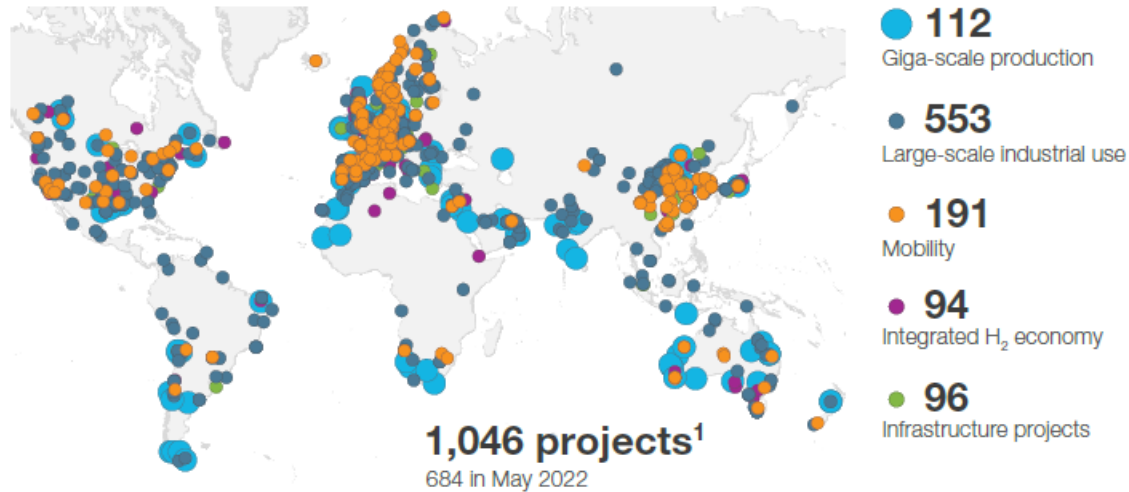 112
Giga-scale production
553
Large-scale industrial use
191
Mobility
94
Integrated H₂ economy
96
Infrastructure projects
1,046 projects¹
684 in May 2022